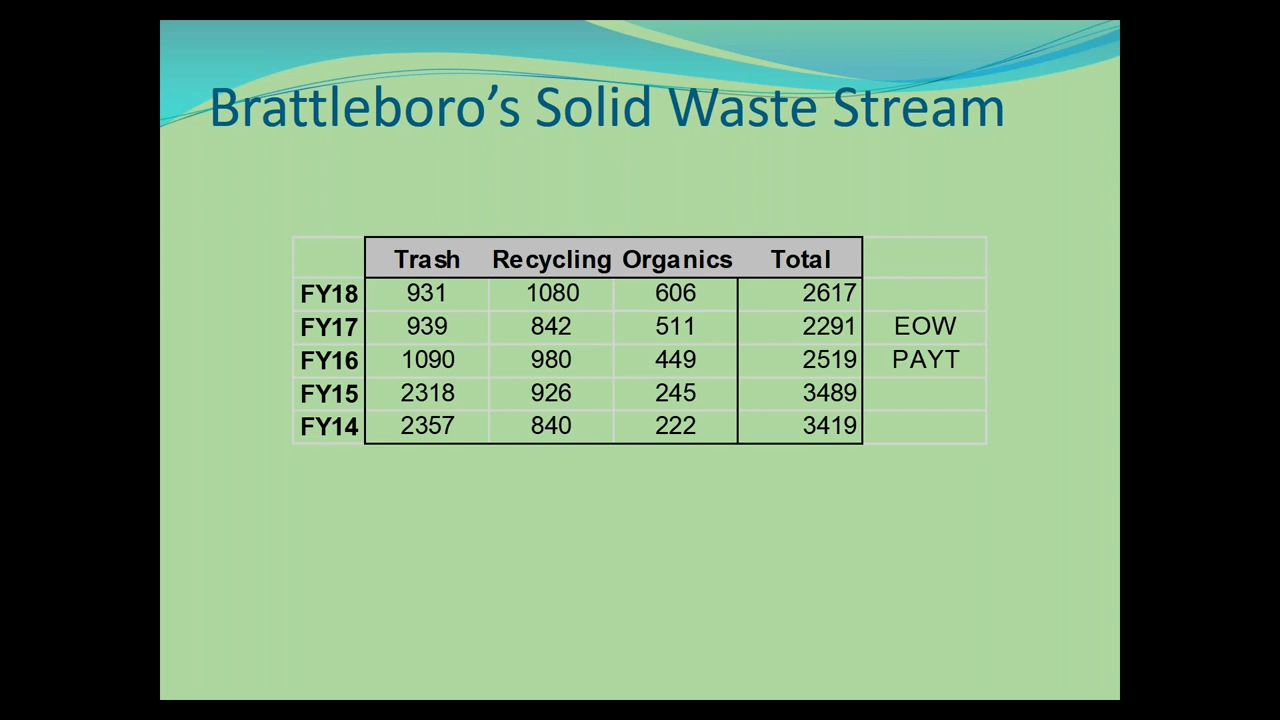 Brattleboro's Solid Waste Stream
Trash Recycling Organics Total
FY18 931 1080 606 2617
FY17 939 842 511 2291 EOW
FY16 1090 980 449 2519 PAYT
FY15 2318 926 245 3489
FY14 2357 840 222 3419